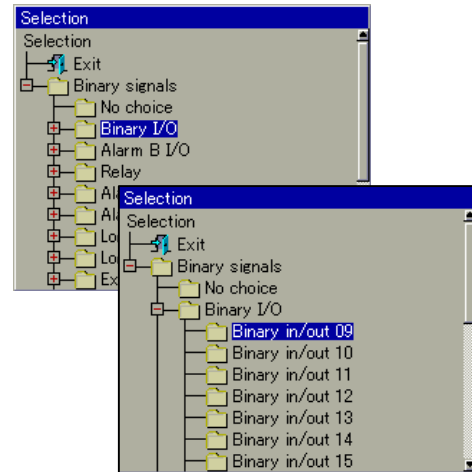 Selection
Selection
Exit
Binary signals
No choice
Binary I/O
Alarm B I/O
Relay
Selection
Selection
Exit
Binary signals
No choice
Binary I/O
Binary in/out 09
Binary in/out 10
Binary in/out 11
Binary in/out 12
Binary in/out 13
Binary in/out 14
Binary in/out 15